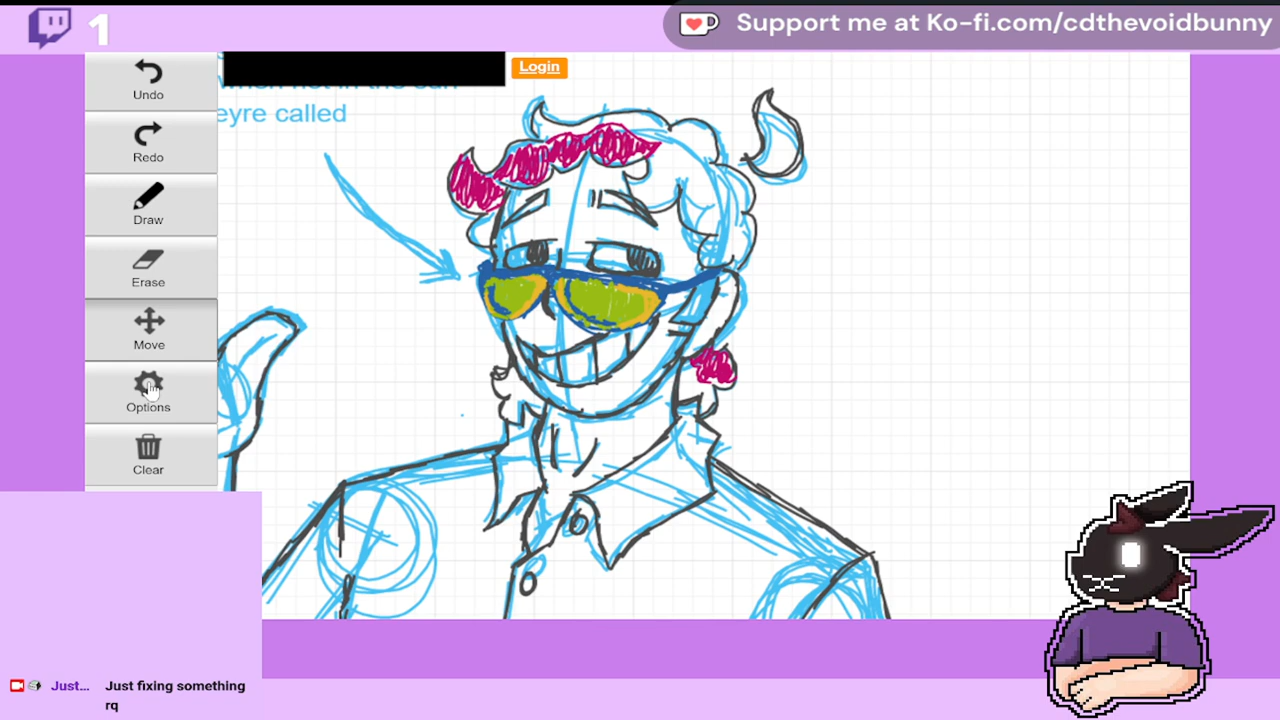 1
Support me at Ko-fi.com/cdthevoidbunny
Login
Undo
eyre called
Redo
Draw
Erase
Move
Options
Clear
Just... Just fixing something
rq